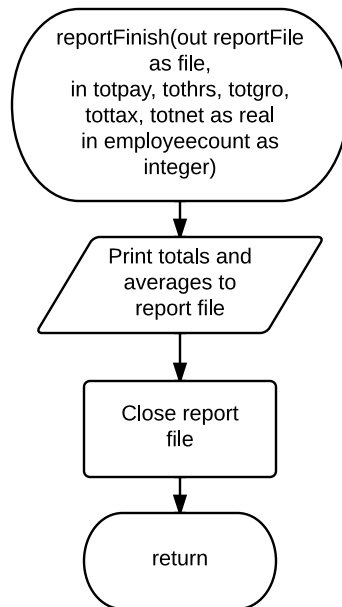 reportFinish(out reportFile
as file,
in totpay, tothrs, totgro,
tottax, totnet as real
in employeecount as
integer)
Print totals and
averages to
report file
Close report
file
return